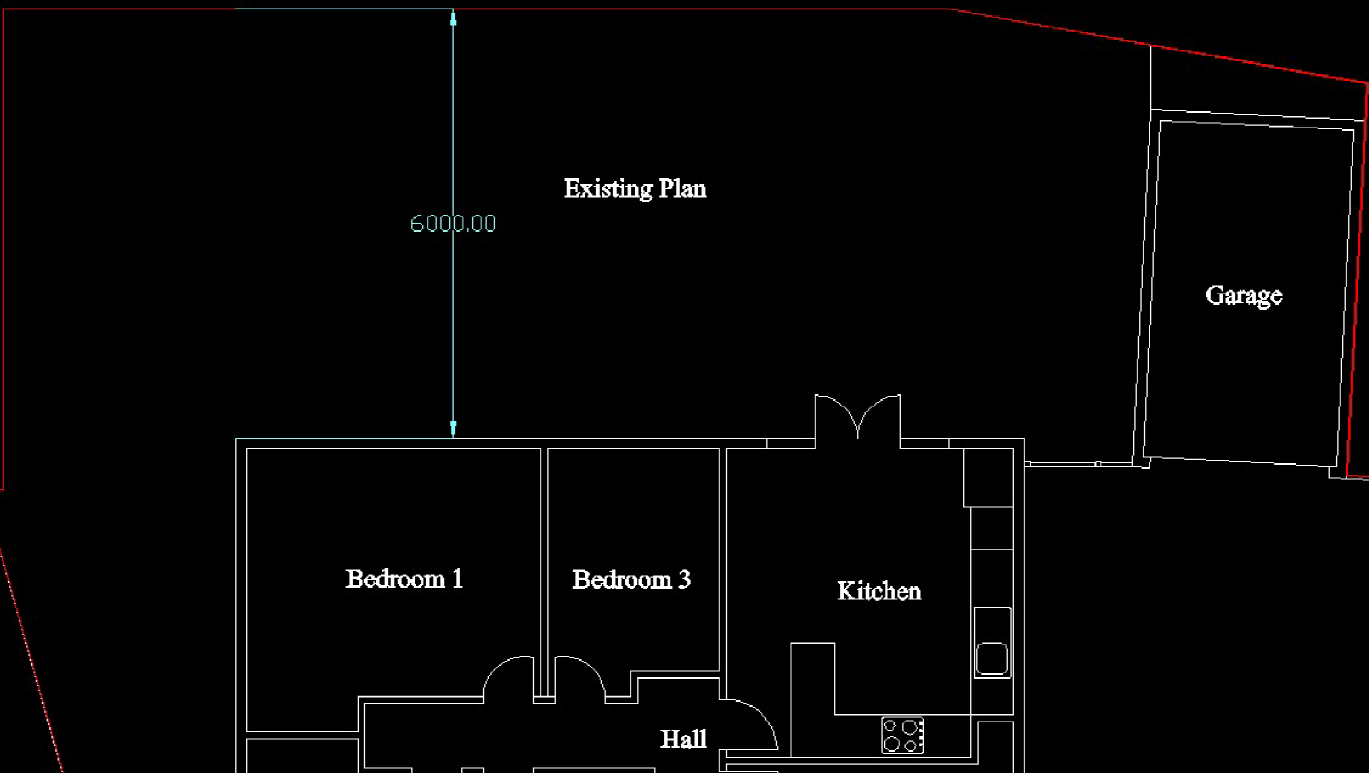 Existing Plan
6000.00
Garage
Bedroom 1
Bedroom 3
Kitchen
Hall